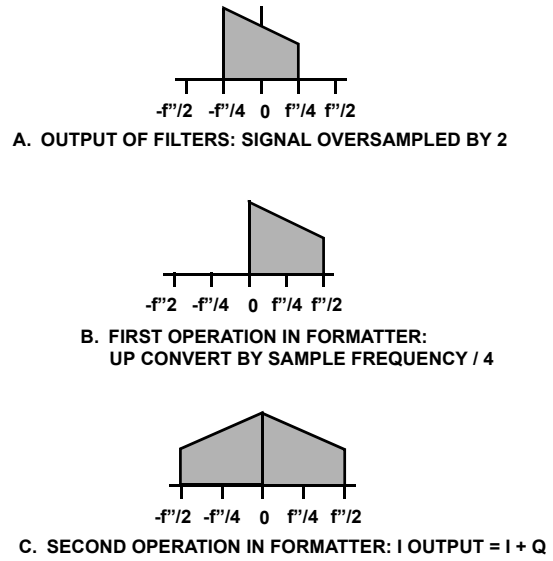 -f”/2 -f”/4 0 f”/4 f”/2
A. OUTPUT OF FILTERS: SIGNAL OVERSAMPLED BY 2
-f”2 -f”/4 0 f”/4 f”/2
B. FIRST OPERATION IN FORMATTER:
UP CONVERT BY SAMPLE FREQUENCY / 4
-f”/2 -f”/4 0 f”/4 f”/2
C. SECOND OPERATION IN FORMATTER: I OUTPUT = I + Q